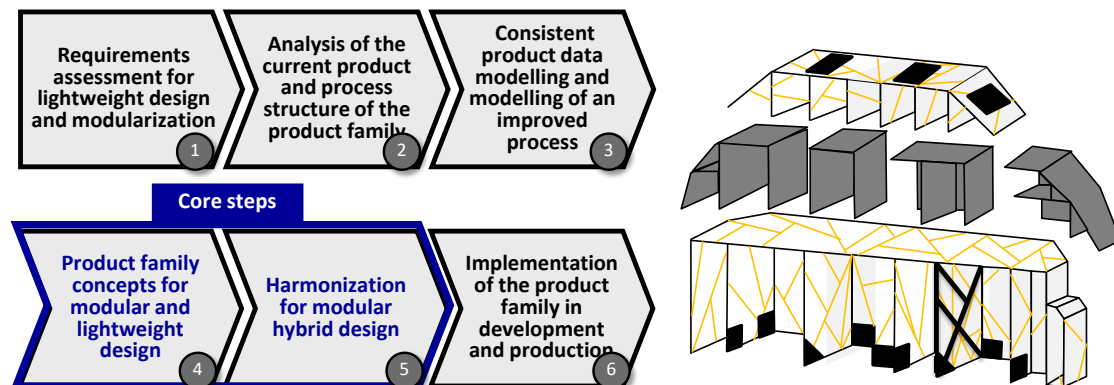 Requirements
assessment for
lightweight design
and modularization
1
Analysis of the
current product
and process
structure of the
product family
2
Consistent
product data
modelling and
modelling of an
improved
process
3
Core steps
Product family
concepts for
modular and
lightweight
design
4
Harmonization
for modular
hybrid design
5
Implementation
of the product
family in
development
and production
6